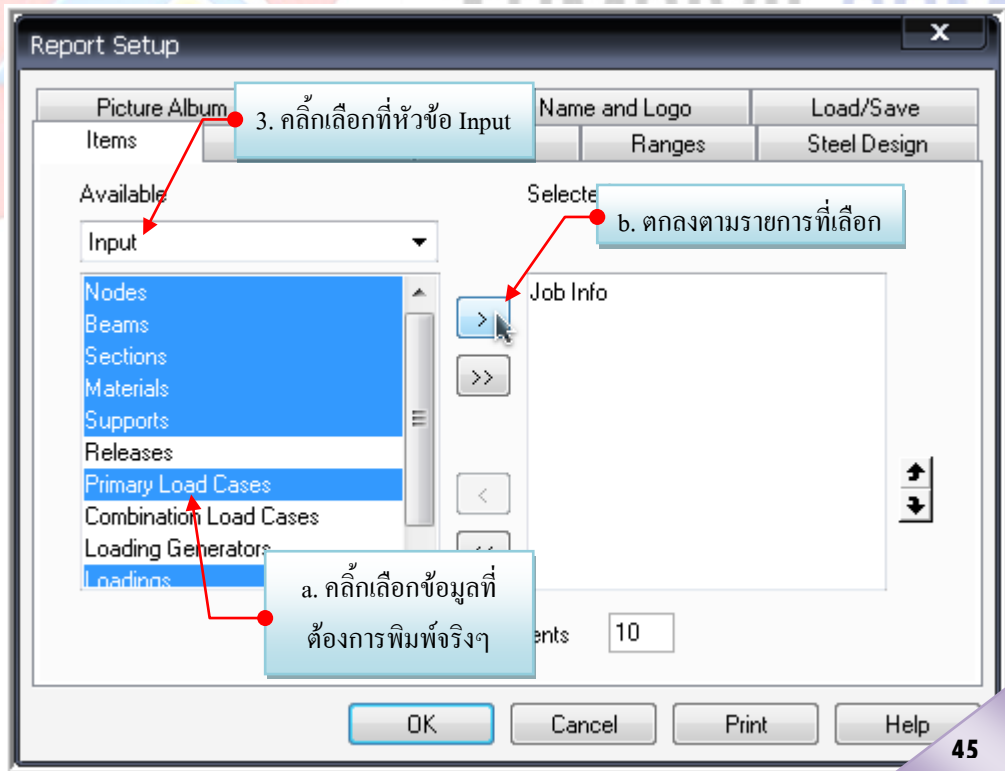 Report Setup
x
Picture Album
Name and Logo
Load/Save
3. คลิ้กเลือกที่หัวข้อ Input
Items
Ranges
Steel Design
Available
Selecte
b. ตกลงตามรายการที่เลือก
Input
Nodes
Beams
Sections
Materials
Supports
Releases
Primary Load Cases
Combination Load Cases
Loading Generators
Loadings
Job Info
>
>>
<
<<
a. คลิ้กเลือกข้อมูลที่
ต้องการพิมพ์จริงๆ
ents
10
OK
Cancel
Print
Help
45